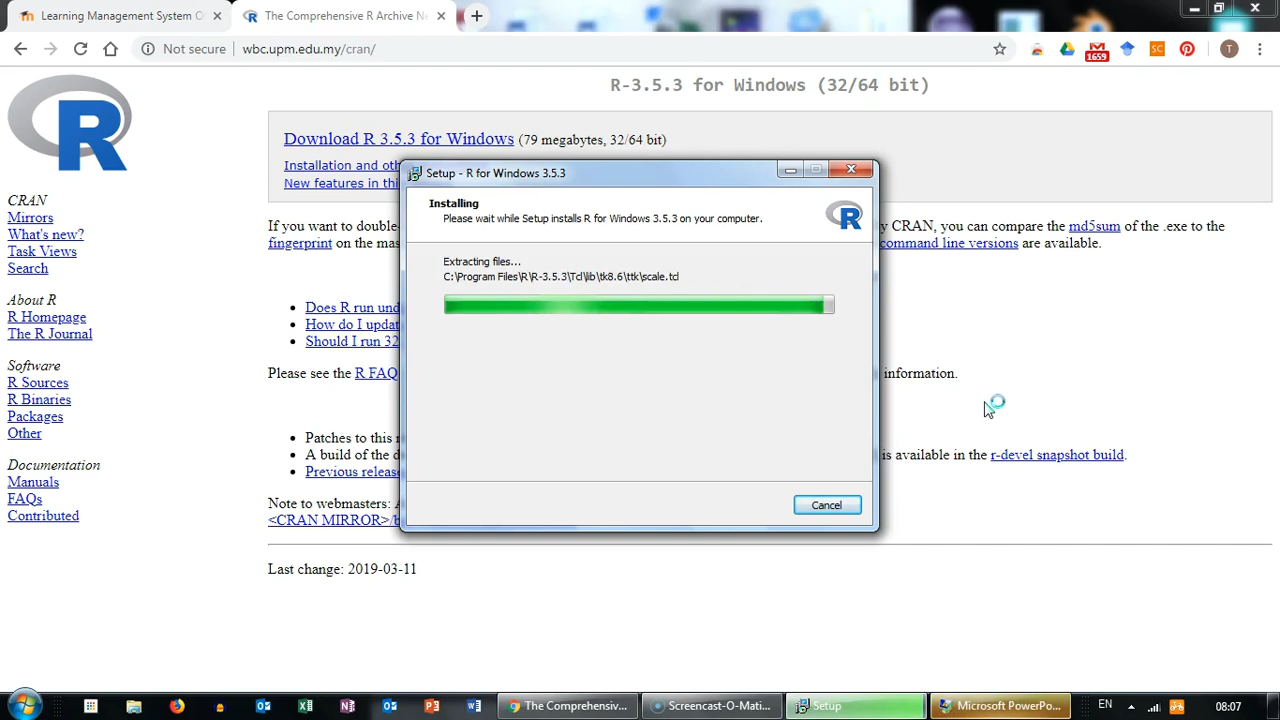 Learning Management System O
The Comprehensive R Archive Ne
Not secure
wbc.upm.edu.my/cran/
1659
SC
T
R
R-3.5.3 for Windows (32/64 bit)
Download R 3.5.3 for Windows (79 megabytes, 32/64 bit)
Installation and oth
New features in thi
If you want to double-
y CRAN, you can compare the md5sum of the .exe to the
fingerprint on the mas
command line versions are available.
CRAN
Mirrors
What's new?
Task Views
Search
About R
R Homepage
The R Journal
Software
R Sources
R Binaries
Packages
Other
Documentation
Manuals
FAQs
Contributed
Does R run und
How do I updat
Should I run 32
Please see the R FAQ
information.
Patches to this r
A build of the d
is available in the r-devel snapshot build.
Previous release
Note to webmasters: A
<CRAN MIRROR>/b
Last change: 2019-03-11
Setup - R for Windows 3.5.3
Installing
Please wait while Setup installs R for Windows 3.5.3 on your computer.
R
Extracting files...
C:\Program Files\R\R-3.5.3\Tcl\lib\tk8.6\ttk\scale.tcl
Cancel
The Comprehensiv...
Screencast-O-Mati...
Setup
Microsoft PowerPo...
EN
08:07